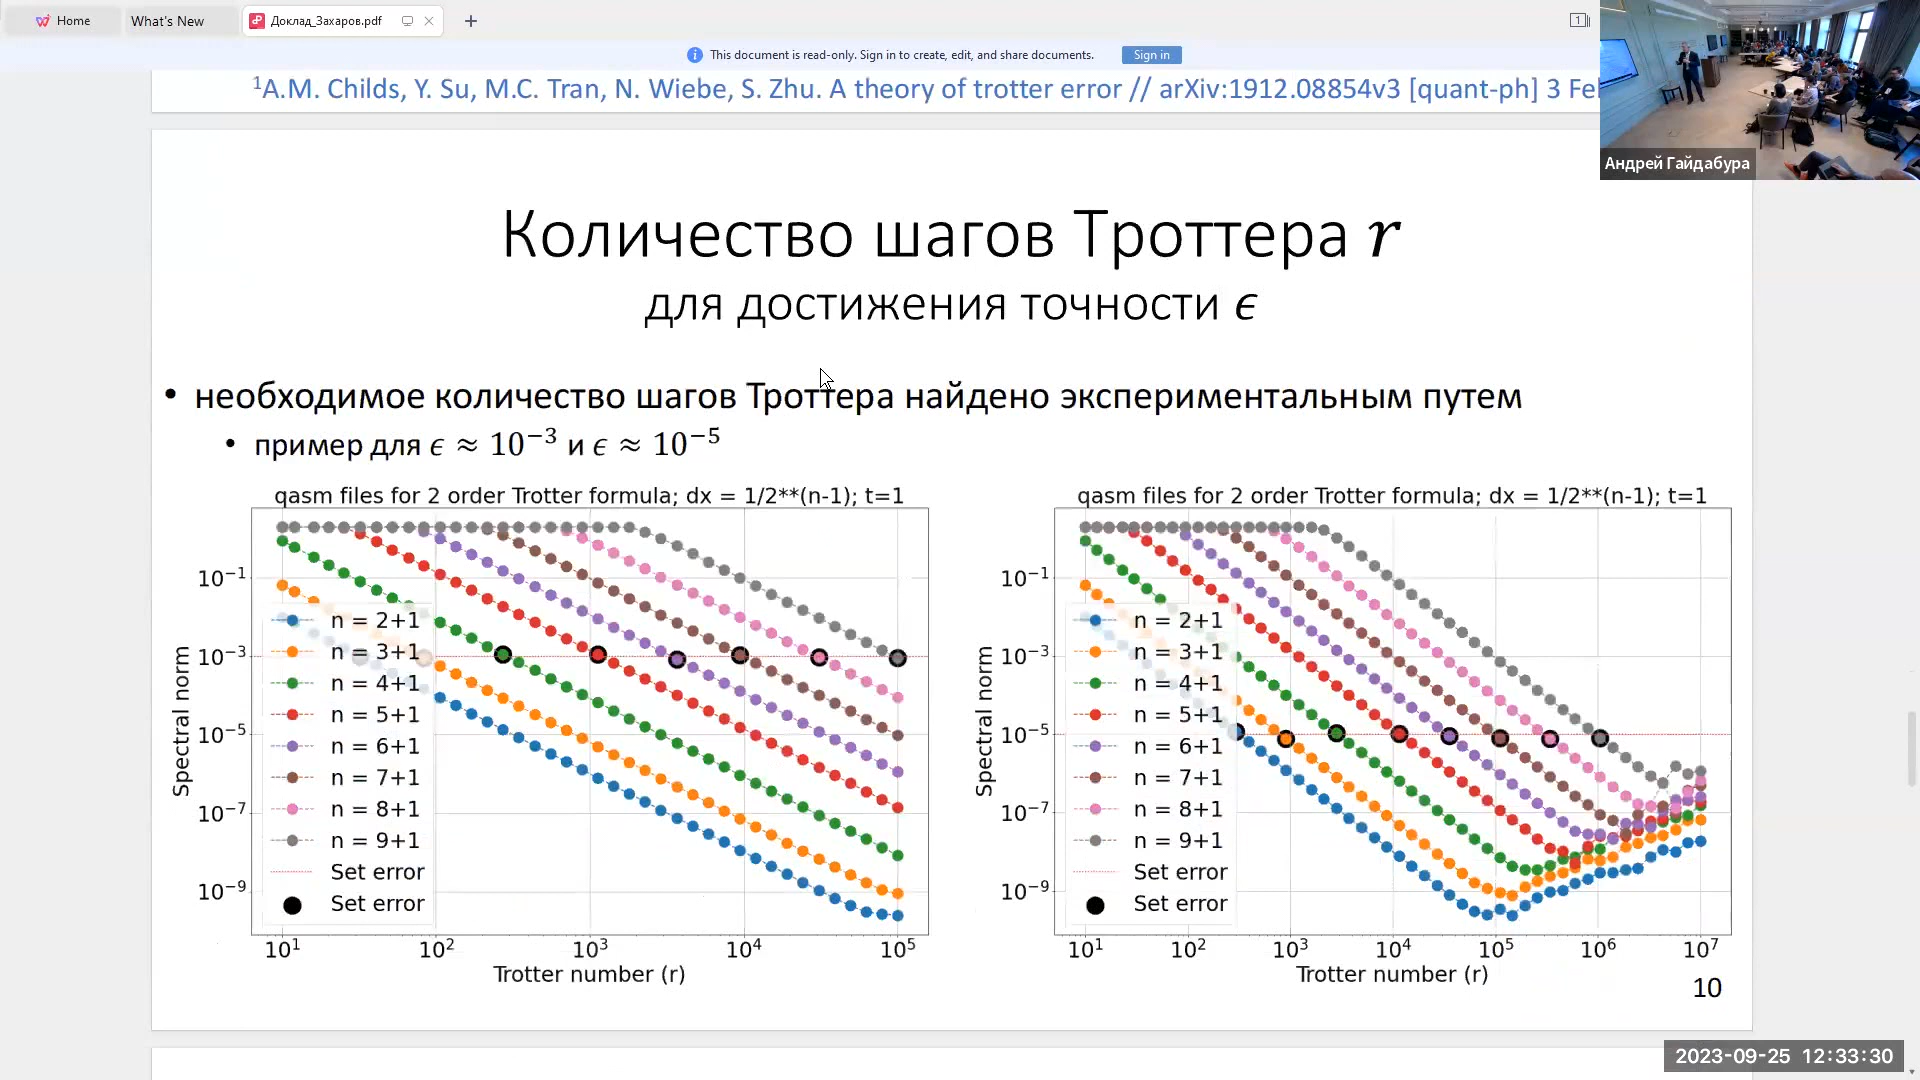 Home
What's New
Доклад_Захаров.pdf
This document is read-only. Sign in to create, edit, and share documents.
Sign in
1
¹A.M. Childs, Y. Su, M.C. Tran, N. Wiebe, S. Zhu. A theory of trotter error // arXiv:1912.08854v3 [quant-ph] 3
Андрей Гайдабура
Количество шагов Троттера r
для достижения точности ϵ
• необходимое количество шагов Троттера найдено экспериментальным путем
• пример для ϵ ≈ 10⁻³ и ϵ ≈ 10⁻⁵
qasm files for 2 order Trotter formula; dx = 1/2**(n-1); t=1
Spectral norm
10⁻¹
10⁻³
10⁻⁵
10⁻⁷
10⁻⁹
n = 2+1
n = 3+1
n = 4+1
n = 5+1
n = 6+1
n = 7+1
n = 8+1
n = 9+1
Set error
Set error
10¹ 10² 10³ 10⁴ 10⁵
Trotter number (r)
qasm files for 2 order Trotter formula; dx = 1/2**(n-1); t=1
Spectral norm
10⁻¹
10⁻³
10⁻⁵
10⁻⁷
10⁻⁹
n = 2+1
n = 3+1
n = 4+1
n = 5+1
n = 6+1
n = 7+1
n = 8+1
n = 9+1
Set error
Set error
10¹ 10² 10³ 10⁴ 10⁵ 10⁶ 10⁷
Trotter number (r)
10
2023-09-25 12:33:30